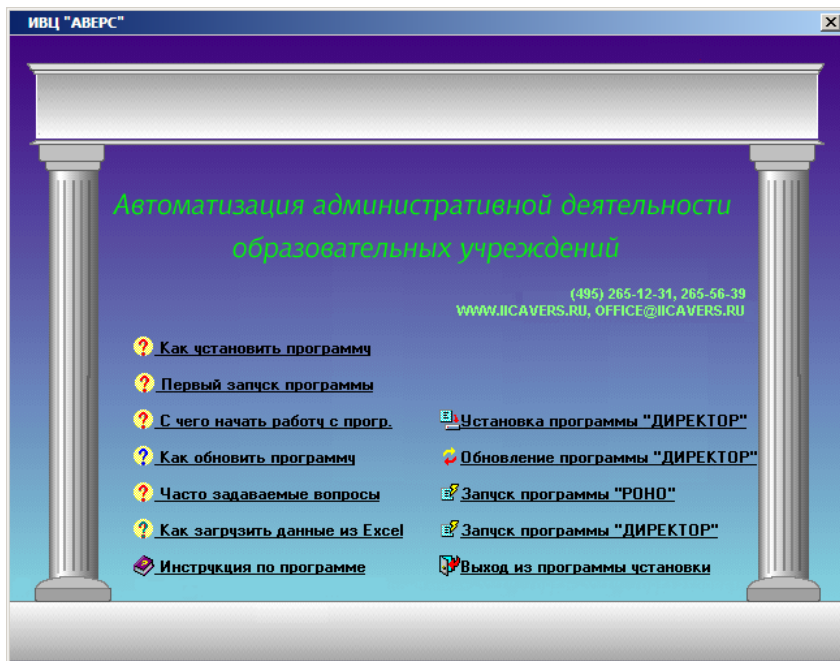 ИВЦ "АВЕРС"
Автоматизация административной деятельности
образовательных учреждений
(495) 265-12-31, 265-56-39
WWW.IICAVERS.RU, OFFICE@IICAVERS.RU
Как установить программу
Первый запуск программы
С чего начать работу с прогр.
Как обновить программу
Часто задаваемые вопросы
Как загрузить данные из Excel
Инструкция по программе
Установка программы "ДИРЕКТОР"
Обновление программы "ДИРЕКТОР"
Запуск программы "РОНО"
Запуск программы "ДИРЕКТОР"
Выход из программы установки